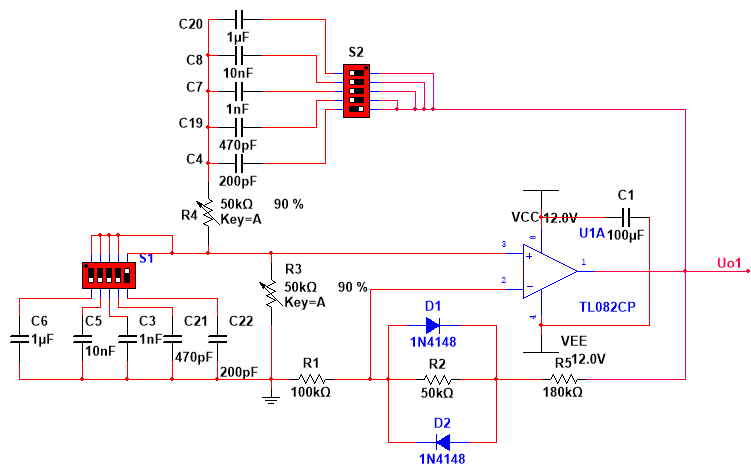 C20
1μF
S2
C8
10nF
C7
1nF
C19
470pF
C4
200pF
R4
50kΩ
90 %
Key=A
S1
R3
50kΩ
Key=A
90 %
C1
100μF
VCC
12.0V
U1A
8
3
2
1
4
Uo1
TL082CP
VEE
12.0V
C6
1μF
C5
10nF
C3
1nF
C21
470pF
C22
200pF
D1
1N4148
R1
100kΩ
R2
50kΩ
R5
180kΩ
D2
1N4148